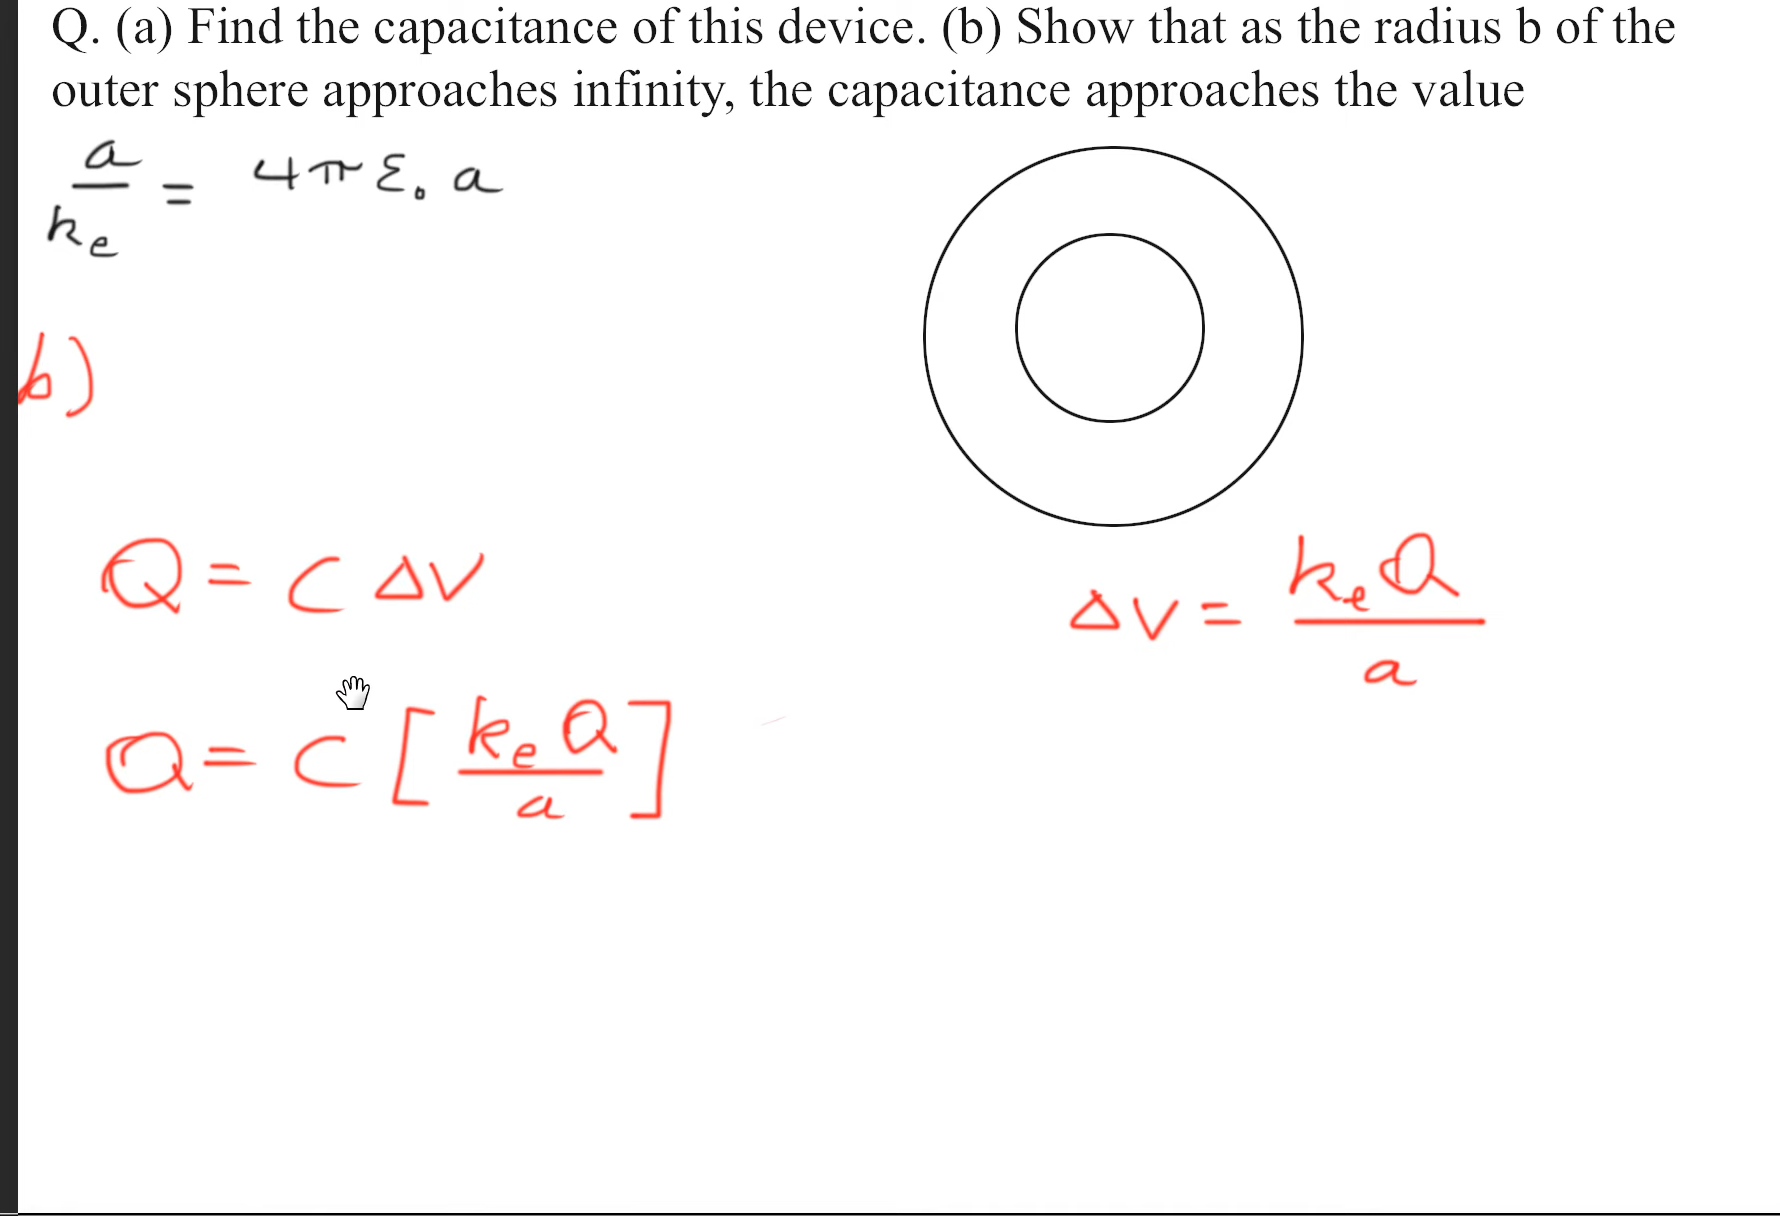 Q. (a) Find the capacitance of this device. (b) Show that as the radius b of the
outer sphere approaches infinity, the capacitance approaches the value
a/kₑ = 4πε₀a
b)
Q = C ΔV
ΔV = kₑQ/a
Q = C [kₑQ/a]